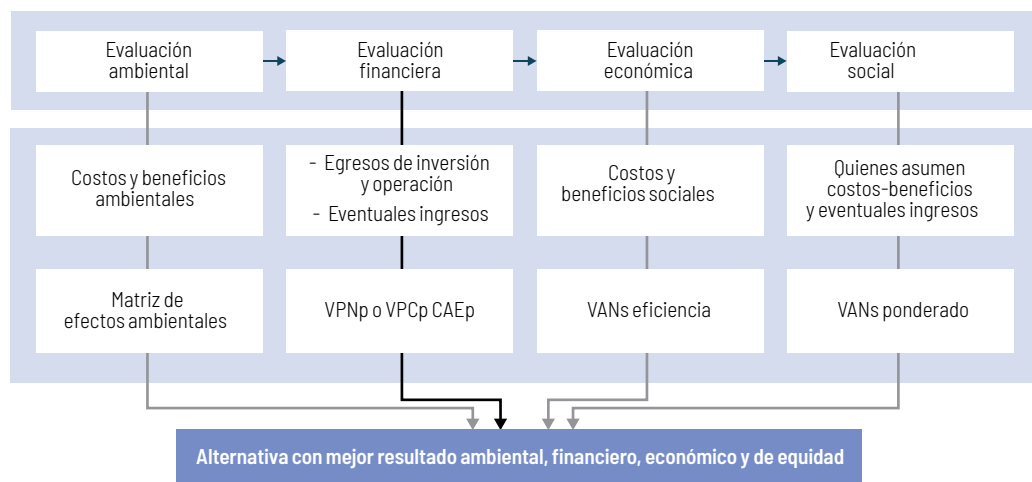 Evaluación
ambiental
Evaluación
financiera
Evaluación
económica
Evaluación
social
Costos y beneficios
ambientales
- Egresos de inversión
y operación
- Eventuales ingresos
Costos y
beneficios sociales
Quienes asumen
costos-beneficios
y eventuales ingresos
Matriz de
efectos ambientales
VPNp o VPCp CAEp
VANs eficiencia
VANs ponderado
Alternativa con mejor resultado ambiental, financiero, económico y de equidad